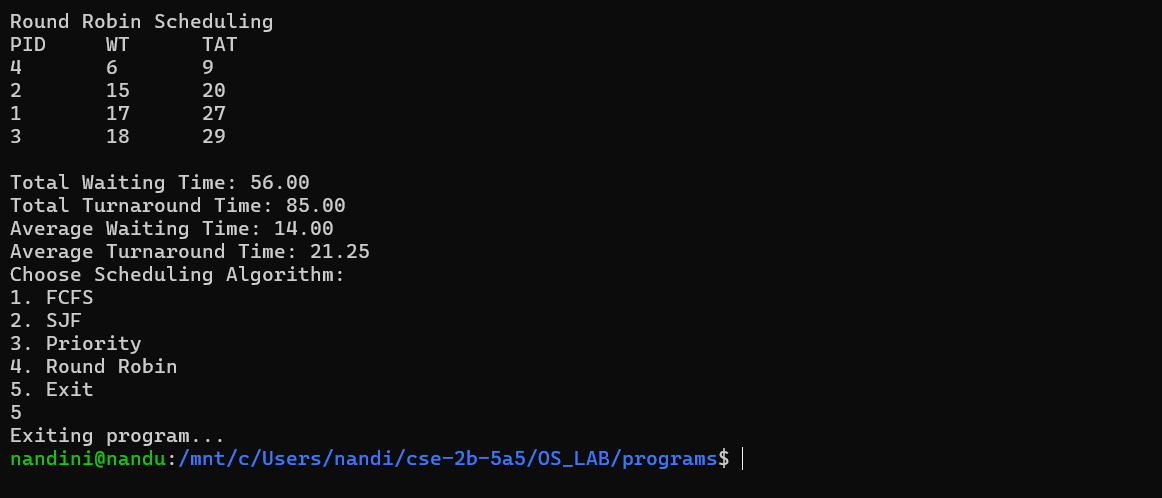 Round Robin Scheduling
PID     WT      TAT
4       6       9
2       15      20
1       17      27
3       18      29

Total Waiting Time: 56.00
Total Turnaround Time: 85.00
Average Waiting Time: 14.00
Average Turnaround Time: 21.25
Choose Scheduling Algorithm:
1. FCFS
2. SJF
3. Priority
4. Round Robin
5. Exit
5
Exiting program...
nandini@nandu:/mnt/c/Users/nandi/cse-2b-5a5/OS_LAB/programs$